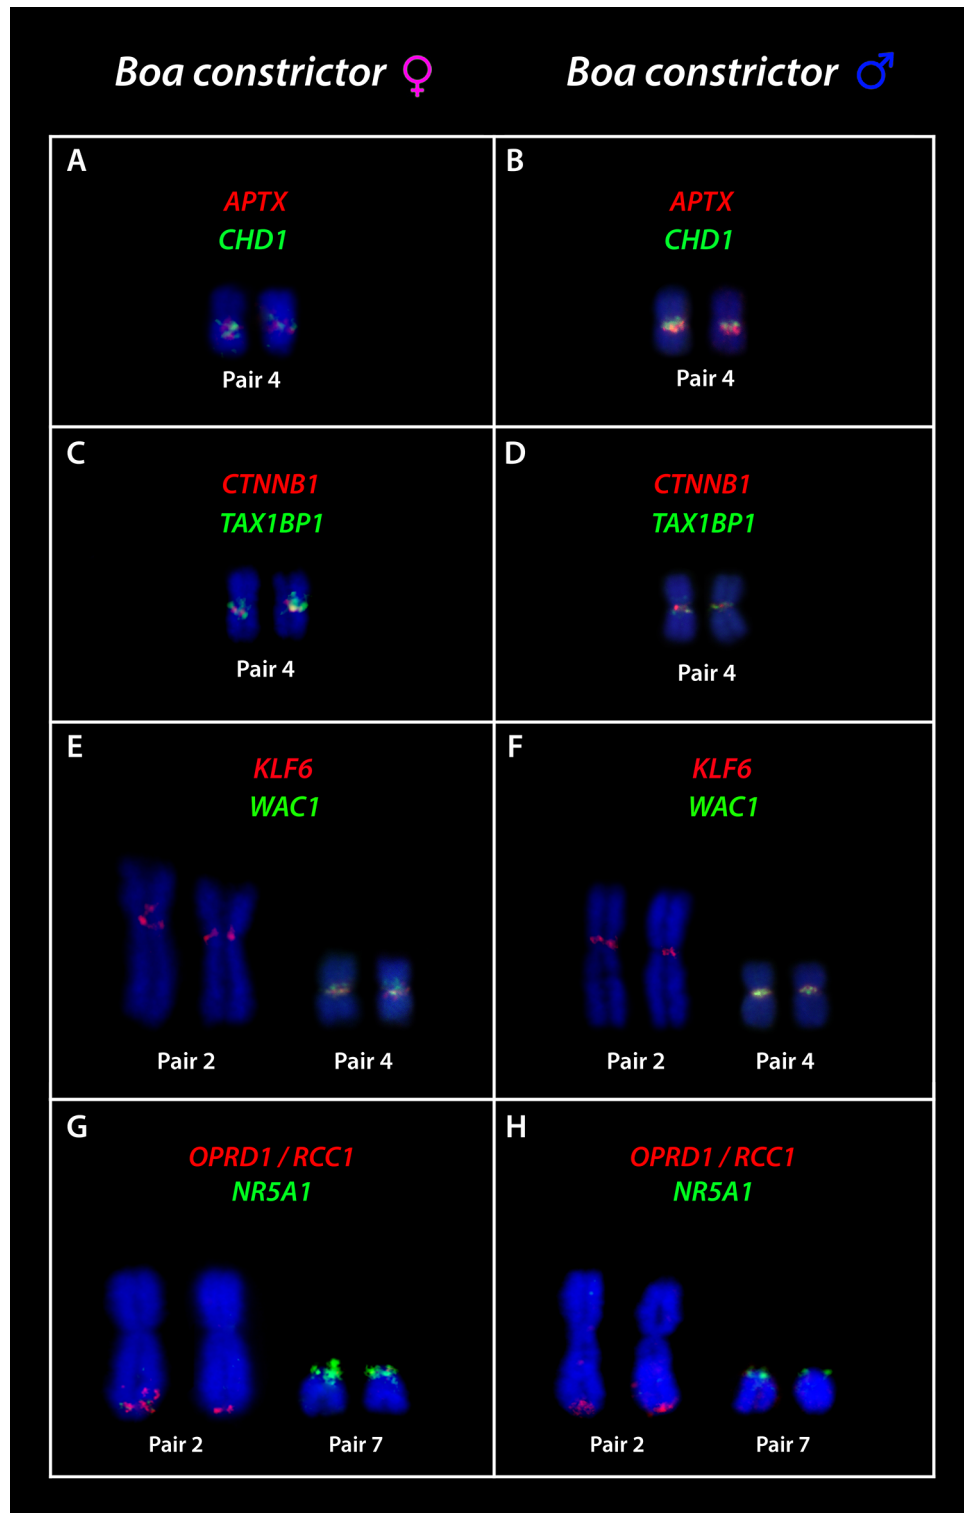 Boa constrictor ♀
Boa constrictor ♂
A
APTX
CHD1
Pair 4
B
APTX
CHD1
Pair 4
C
CTNNB1
TAX1BP1
Pair 4
D
CTNNB1
TAX1BP1
Pair 4
E
KLF6
WAC1
Pair 2
Pair 4
F
KLF6
WAC1
Pair 2
Pair 4
G
OPRD1 / RCC1
NR5A1
Pair 2
Pair 7
H
OPRD1 / RCC1
NR5A1
Pair 2
Pair 7